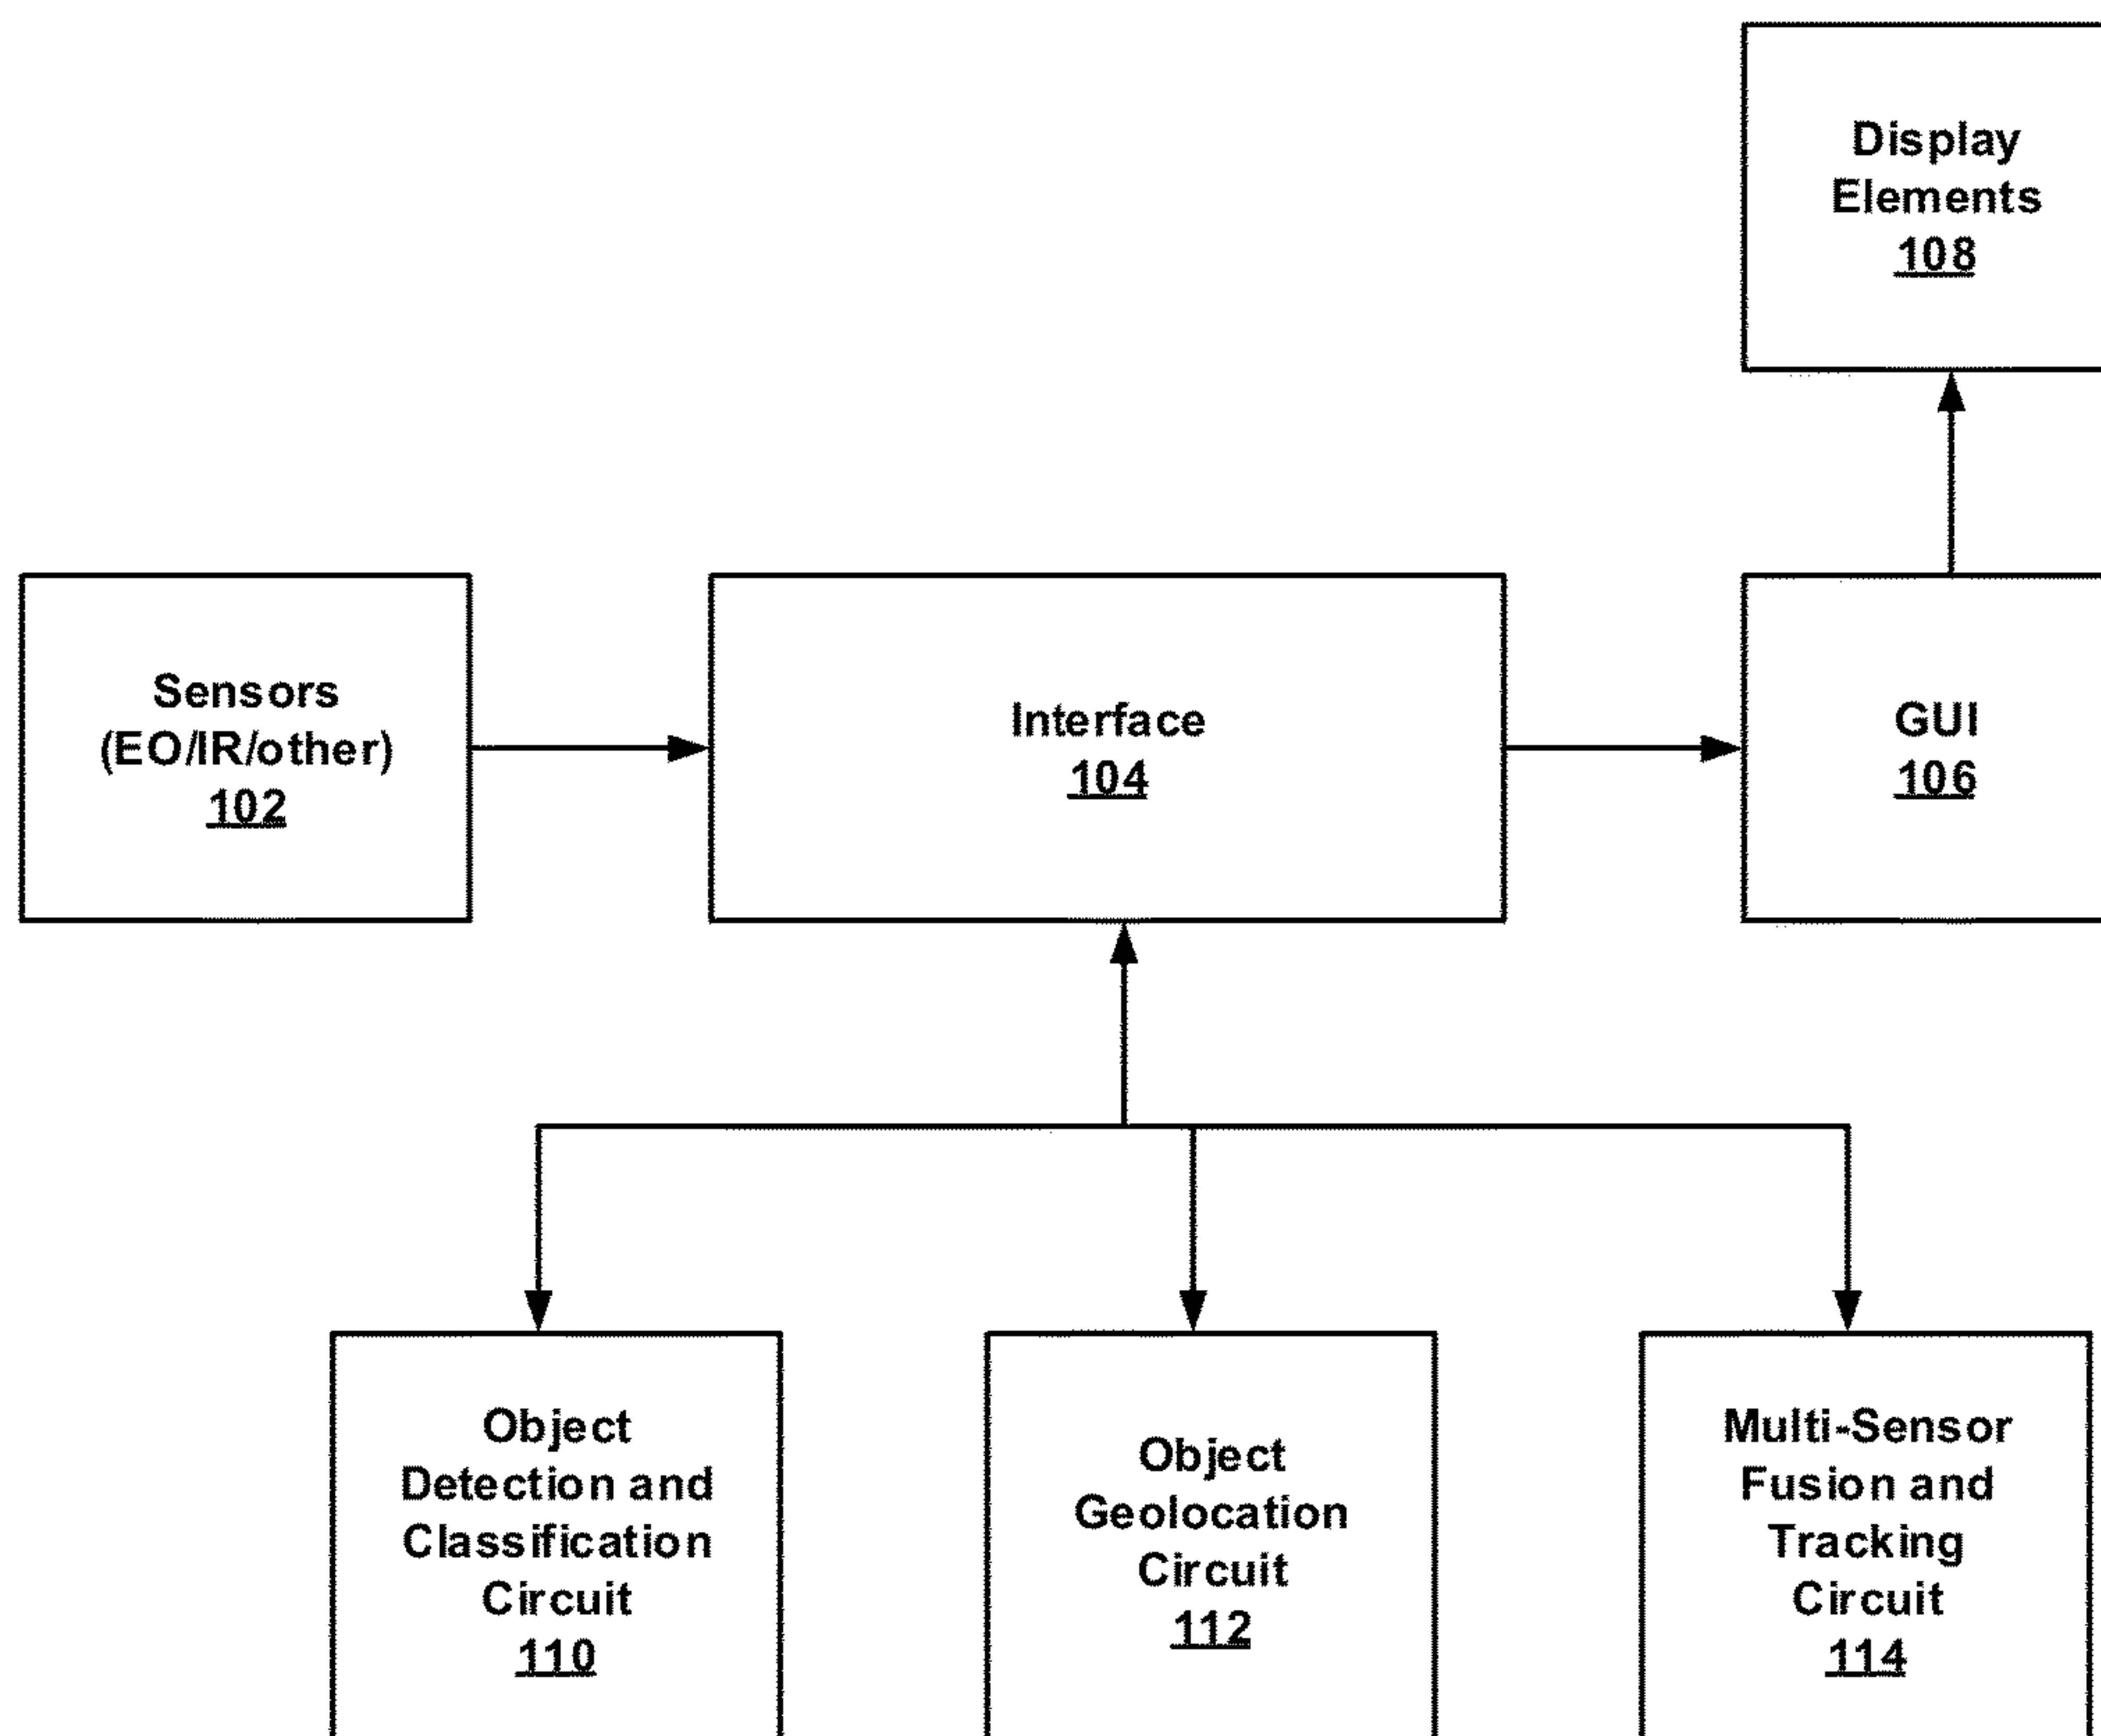 Display
Elements
108
Sensors
(EO/IR/other)
102
Interface
104
GUI
106
Object
Detection and
Classification
Circuit
110
Object
Geolocation
Circuit
112
Multi-Sensor
Fusion and
Tracking
Circuit
114